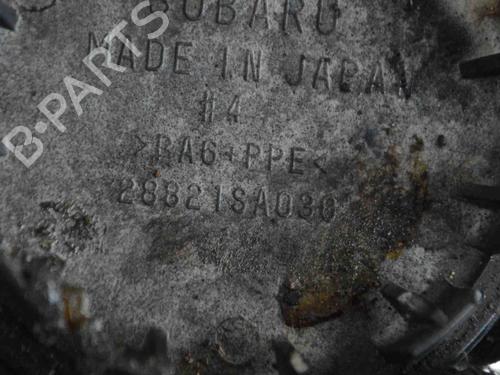 SUBARU
MADE IN JAPAN
#4
>PA6+PPE<
28821SA030
B-PARTS